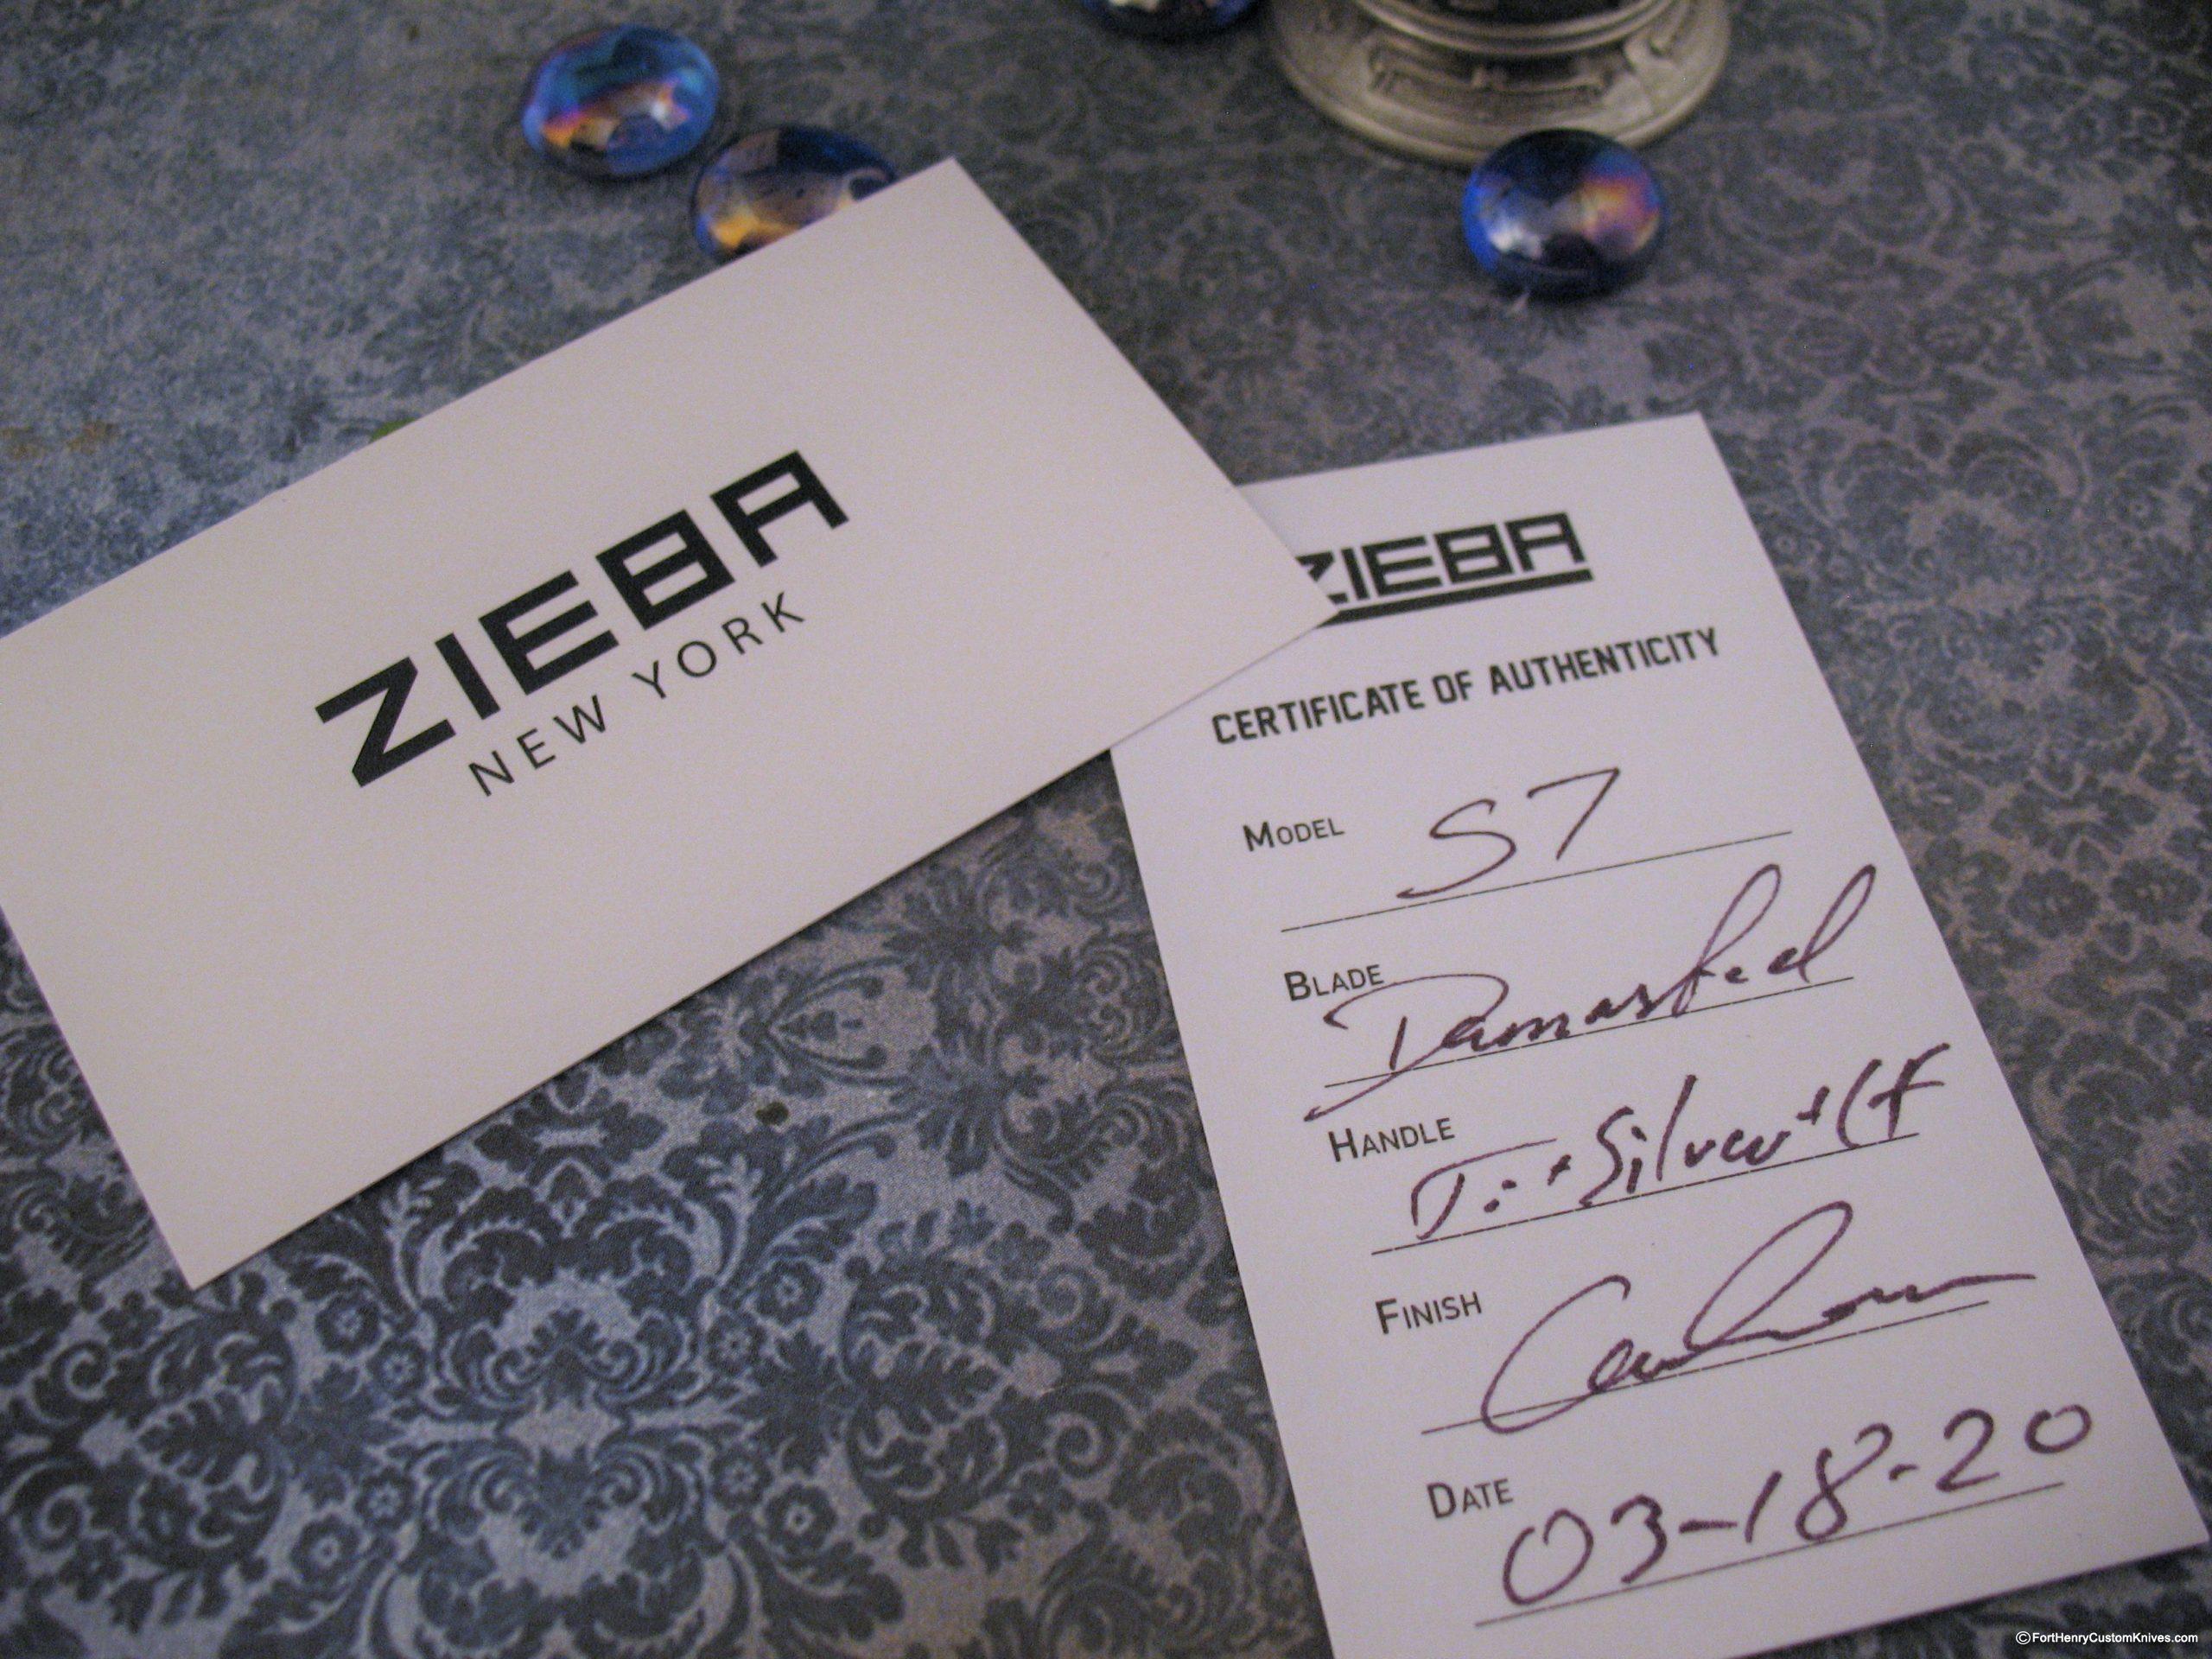 ZIEBA
NEW YORK
ZIEBA
CERTIFICATE OF AUTHENTICITY
MODEL S7
BLADE Damasteel
HANDLE Ti + Silver + CF
FINISH
DATE 03-18-20
©FortHenryCustomKnives.com